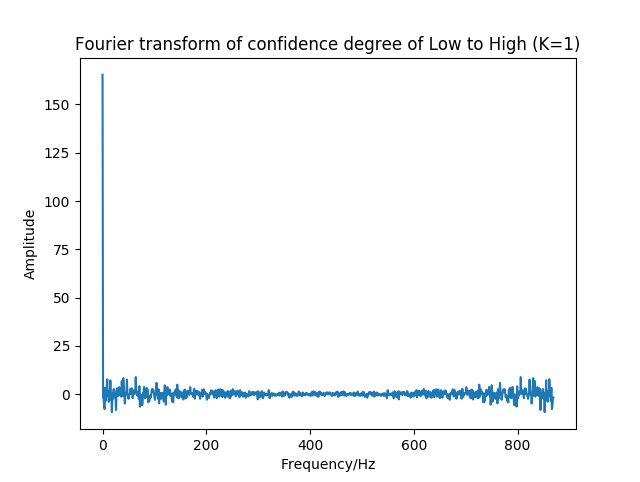 Fourier transform of confidence degree of Low to High (K=1)
150
125
100
75
50
25
0
Amplitude
0 200 400 600 800
Frequency/Hz